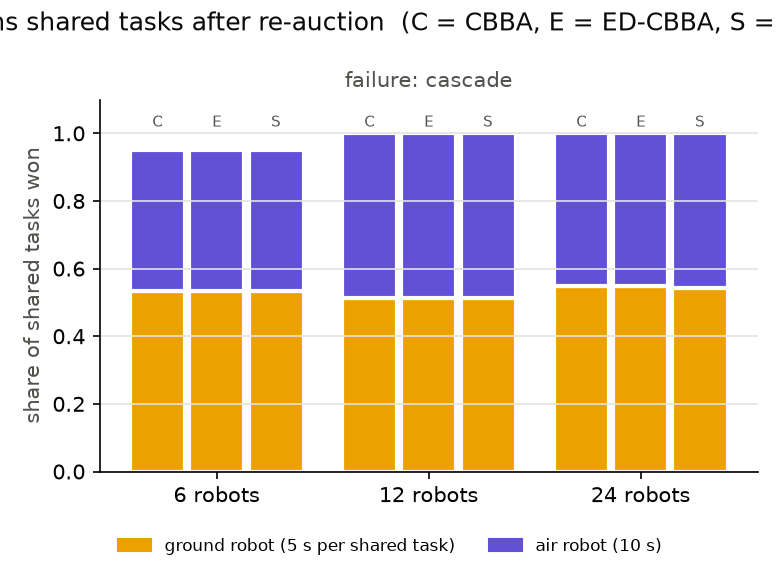 shared tasks after re-auction (C = CBBA, E = ED-CBBA, S =
failure: cascade
C E S C E S C E S
share of shared tasks won
1.0
0.8
0.6
0.4
0.2
0.0
6 robots 12 robots 24 robots
ground robot (5 s per shared task) air robot (10 s)